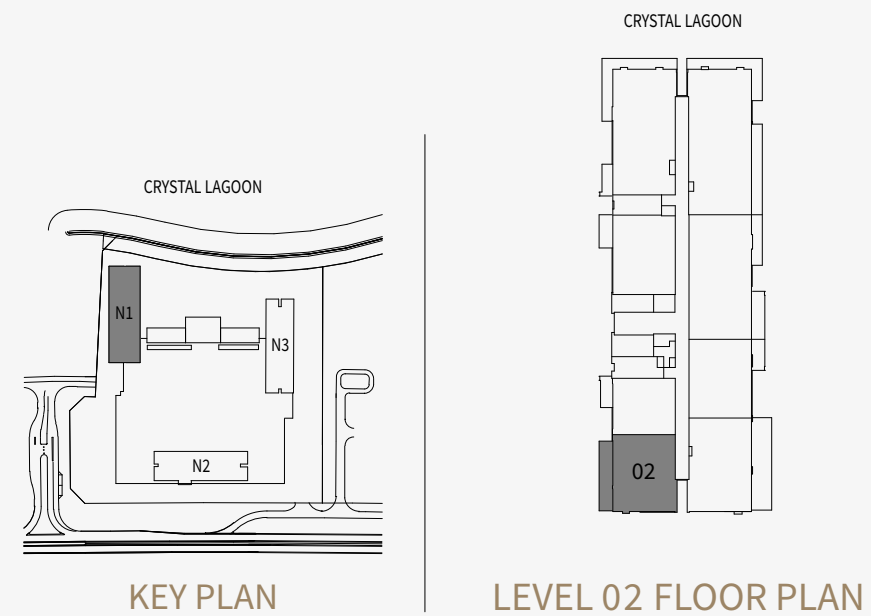 CRYSTAL LAGOON
N1
N3
N2
KEY PLAN
CRYSTAL LAGOON
02
LEVEL 02 FLOOR PLAN